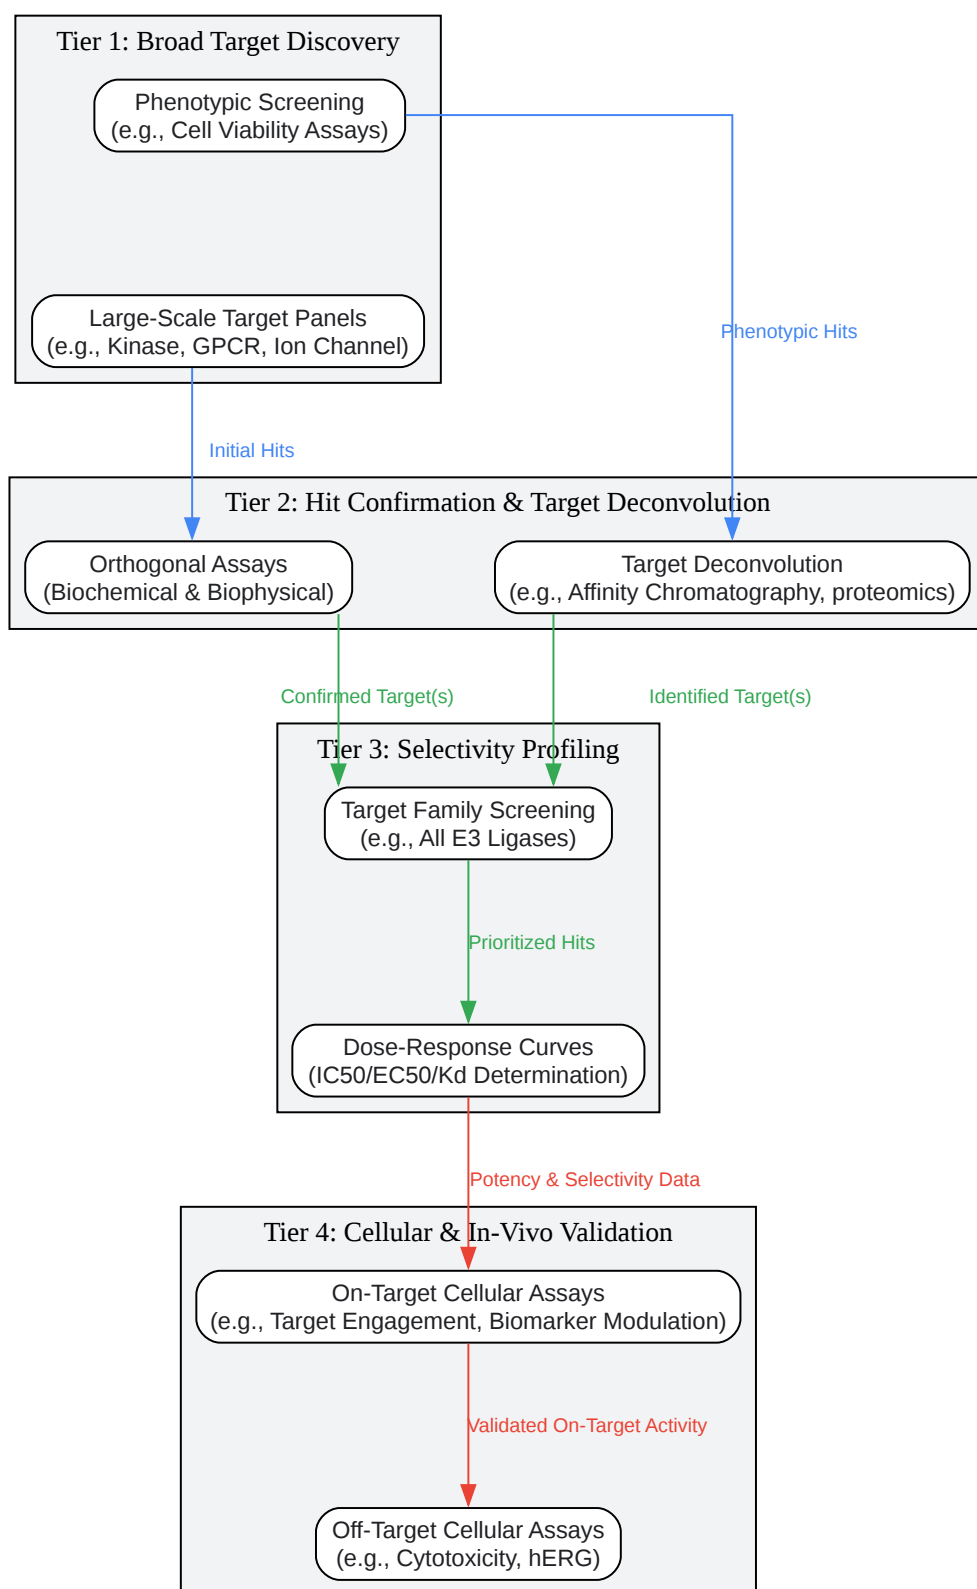 Tier 1: Broad Target Discovery
Phenotypic Screening
(e.g., Cell Viability Assays)
Large-Scale Target Panels
(e.g., Kinase, GPCR, Ion Channel)
Phenotypic Hits
Initial Hits
Tier 2: Hit Confirmation & Target Deconvolution
Orthogonal Assays
(Biochemical & Biophysical)
Target Deconvolution
(e.g., Affinity Chromatography, proteomics)
Confirmed Target(s)
Identified Target(s)
Tier 3: Selectivity Profiling
Target Family Screening
(e.g., All E3 Ligases)
Prioritized Hits
Dose-Response Curves
(IC50/EC50/Kd Determination)
Potency & Selectivity Data
Tier 4: Cellular & In-Vivo Validation
On-Target Cellular Assays
(e.g., Target Engagement, Biomarker Modulation)
Validated On-Target Activity
Off-Target Cellular Assays
(e.g., Cytotoxicity, hERG)